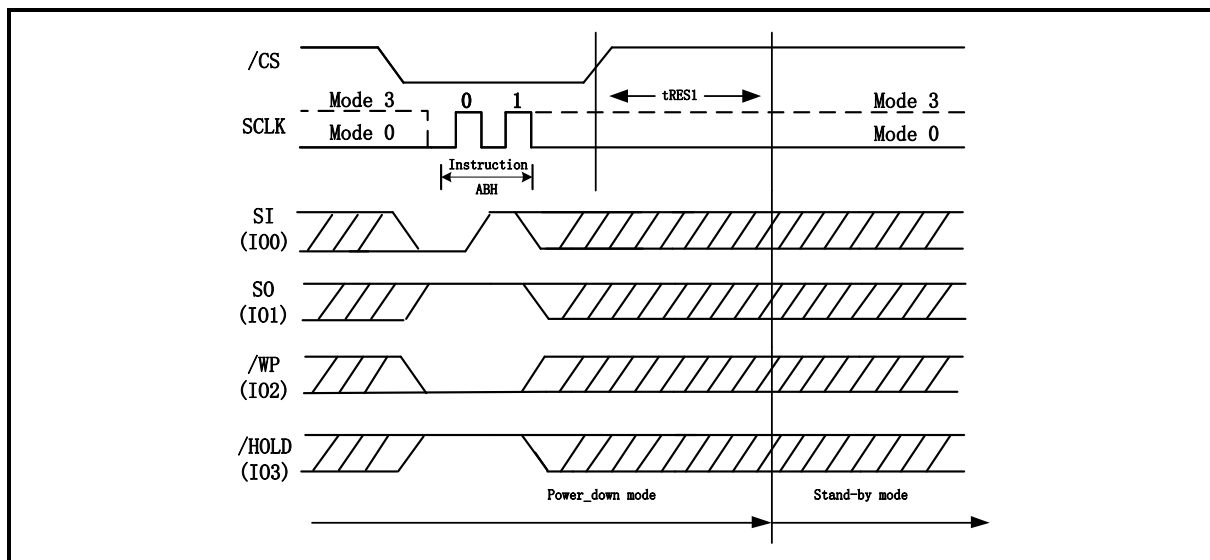 /CS
Mode 3 0 1 tRES1 Mode 3
SCLK
Mode 0 Mode 0
Instruction
ABH
SI
(IO0)
SO
(IO1)
/WP
(IO2)
/HOLD
(IO3)
Power_down mode Stand-by mode